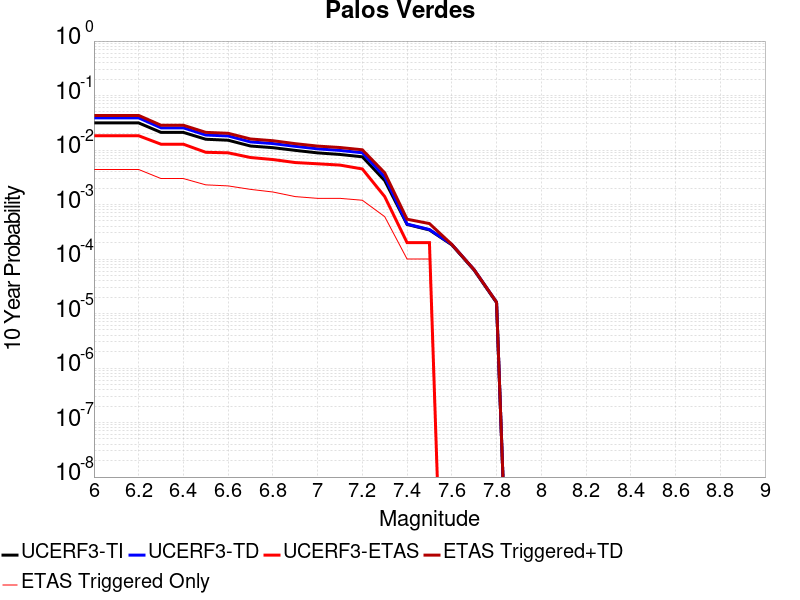 Palos Verdes
10 0
10 -1
10 -2
10 -3
10 -4
10 -5
10 -6
10 -7
10 -8
10 Year Probability
6 6.2 6.4 6.6 6.8 7 7.2 7.4 7.6 7.8 8 8.2 8.4 8.6 8.8 9
Magnitude
UCERF3-TI UCERF3-TD UCERF3-ETAS ETAS Triggered+TD
ETAS Triggered Only